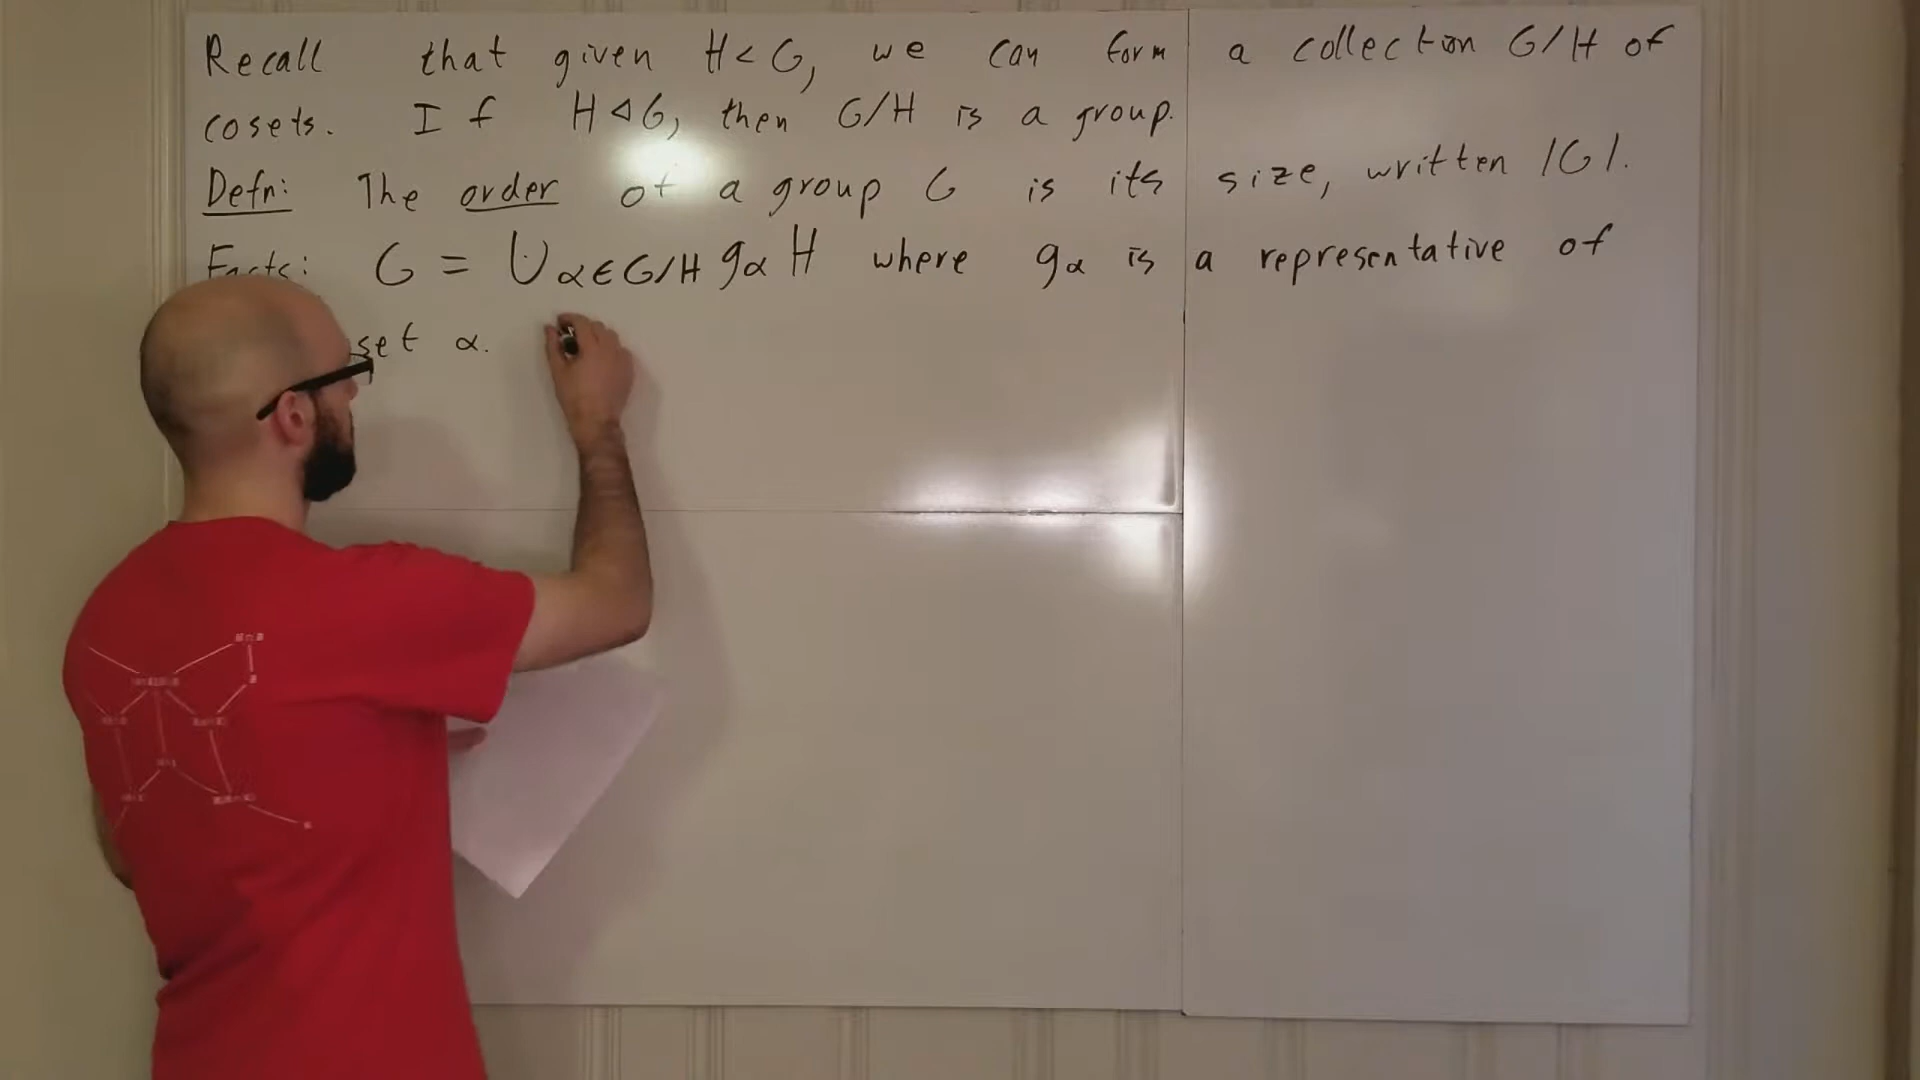 Recall that given H < G, we can form a collection G/H of
cosets. If H ⊲ G, then G/H is a group.
Defn: The order of a group G is its size, written |G|.
Facts: G = ⨃ α∈G/H gα H where gα is a representative of
set α.